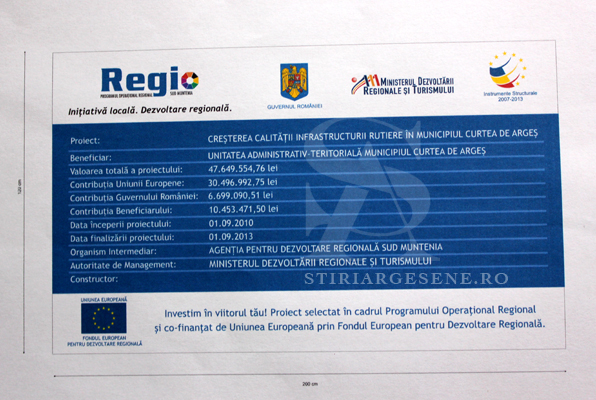 Regio
PROGRAMUL OPERAȚIONAL REGIONAL SUD MUNTENIA
Inițiativă locală. Dezvoltare regională.
GUVERNUL ROMÂNIEI
MINISTERUL DEZVOLTĂRII
REGIONALE ȘI TURISMULUI
Instrumente Structurale
2007-2013
Proiect: CREȘTEREA CALITĂȚII INFRASTRUCTURII RUTIERE ÎN MUNICIPIUL CURTEA DE ARGEȘ
Beneficiar: UNITATEA ADMINISTRATIV-TERITORIALĂ MUNICIPIUL CURTEA DE ARGEȘ
Valoarea totală a proiectului: 47.649.554,76 lei
Contribuția Uniunii Europene: 30.496.992,75 lei
Contribuția Guvernului României: 6.699.090,51 lei
Contribuția Beneficiarului: 10.453.471,50 lei
Data începerii proiectului: 01.09.2010
Data finalizării proiectului: 01.09.2013
Organism Intermediar: AGENȚIA PENTRU DEZVOLTARE REGIONALĂ SUD MUNTENIA
Autoritate de Management: MINISTERUL DEZVOLTĂRII REGIONALE ȘI TURISMULUI
Constructor:
STIRIARGESENE.RO
UNIUNEA EUROPEANĂ
FONDUL EUROPEAN
PENTRU DEZVOLTARE REGIONALĂ
Investim în viitorul tău! Proiect selectat în cadrul Programului Operațional Regional
și co-finanțat de Uniunea Europeană prin Fondul European pentru Dezvoltare Regională.
120 cm
200 cm